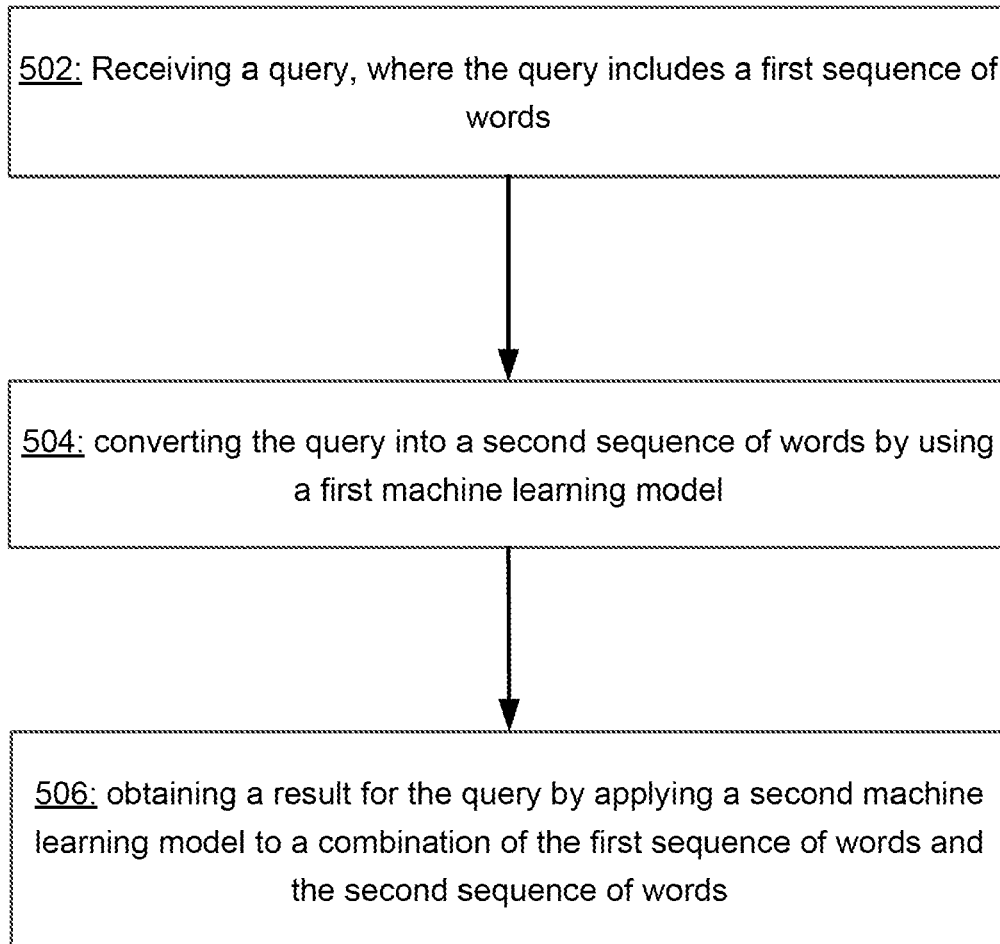 502: Receiving a query, where the query includes a first sequence of
words
504: converting the query into a second sequence of words by using
a first machine learning model
506: obtaining a result for the query by applying a second machine
learning model to a combination of the first sequence of words and
the second sequence of words